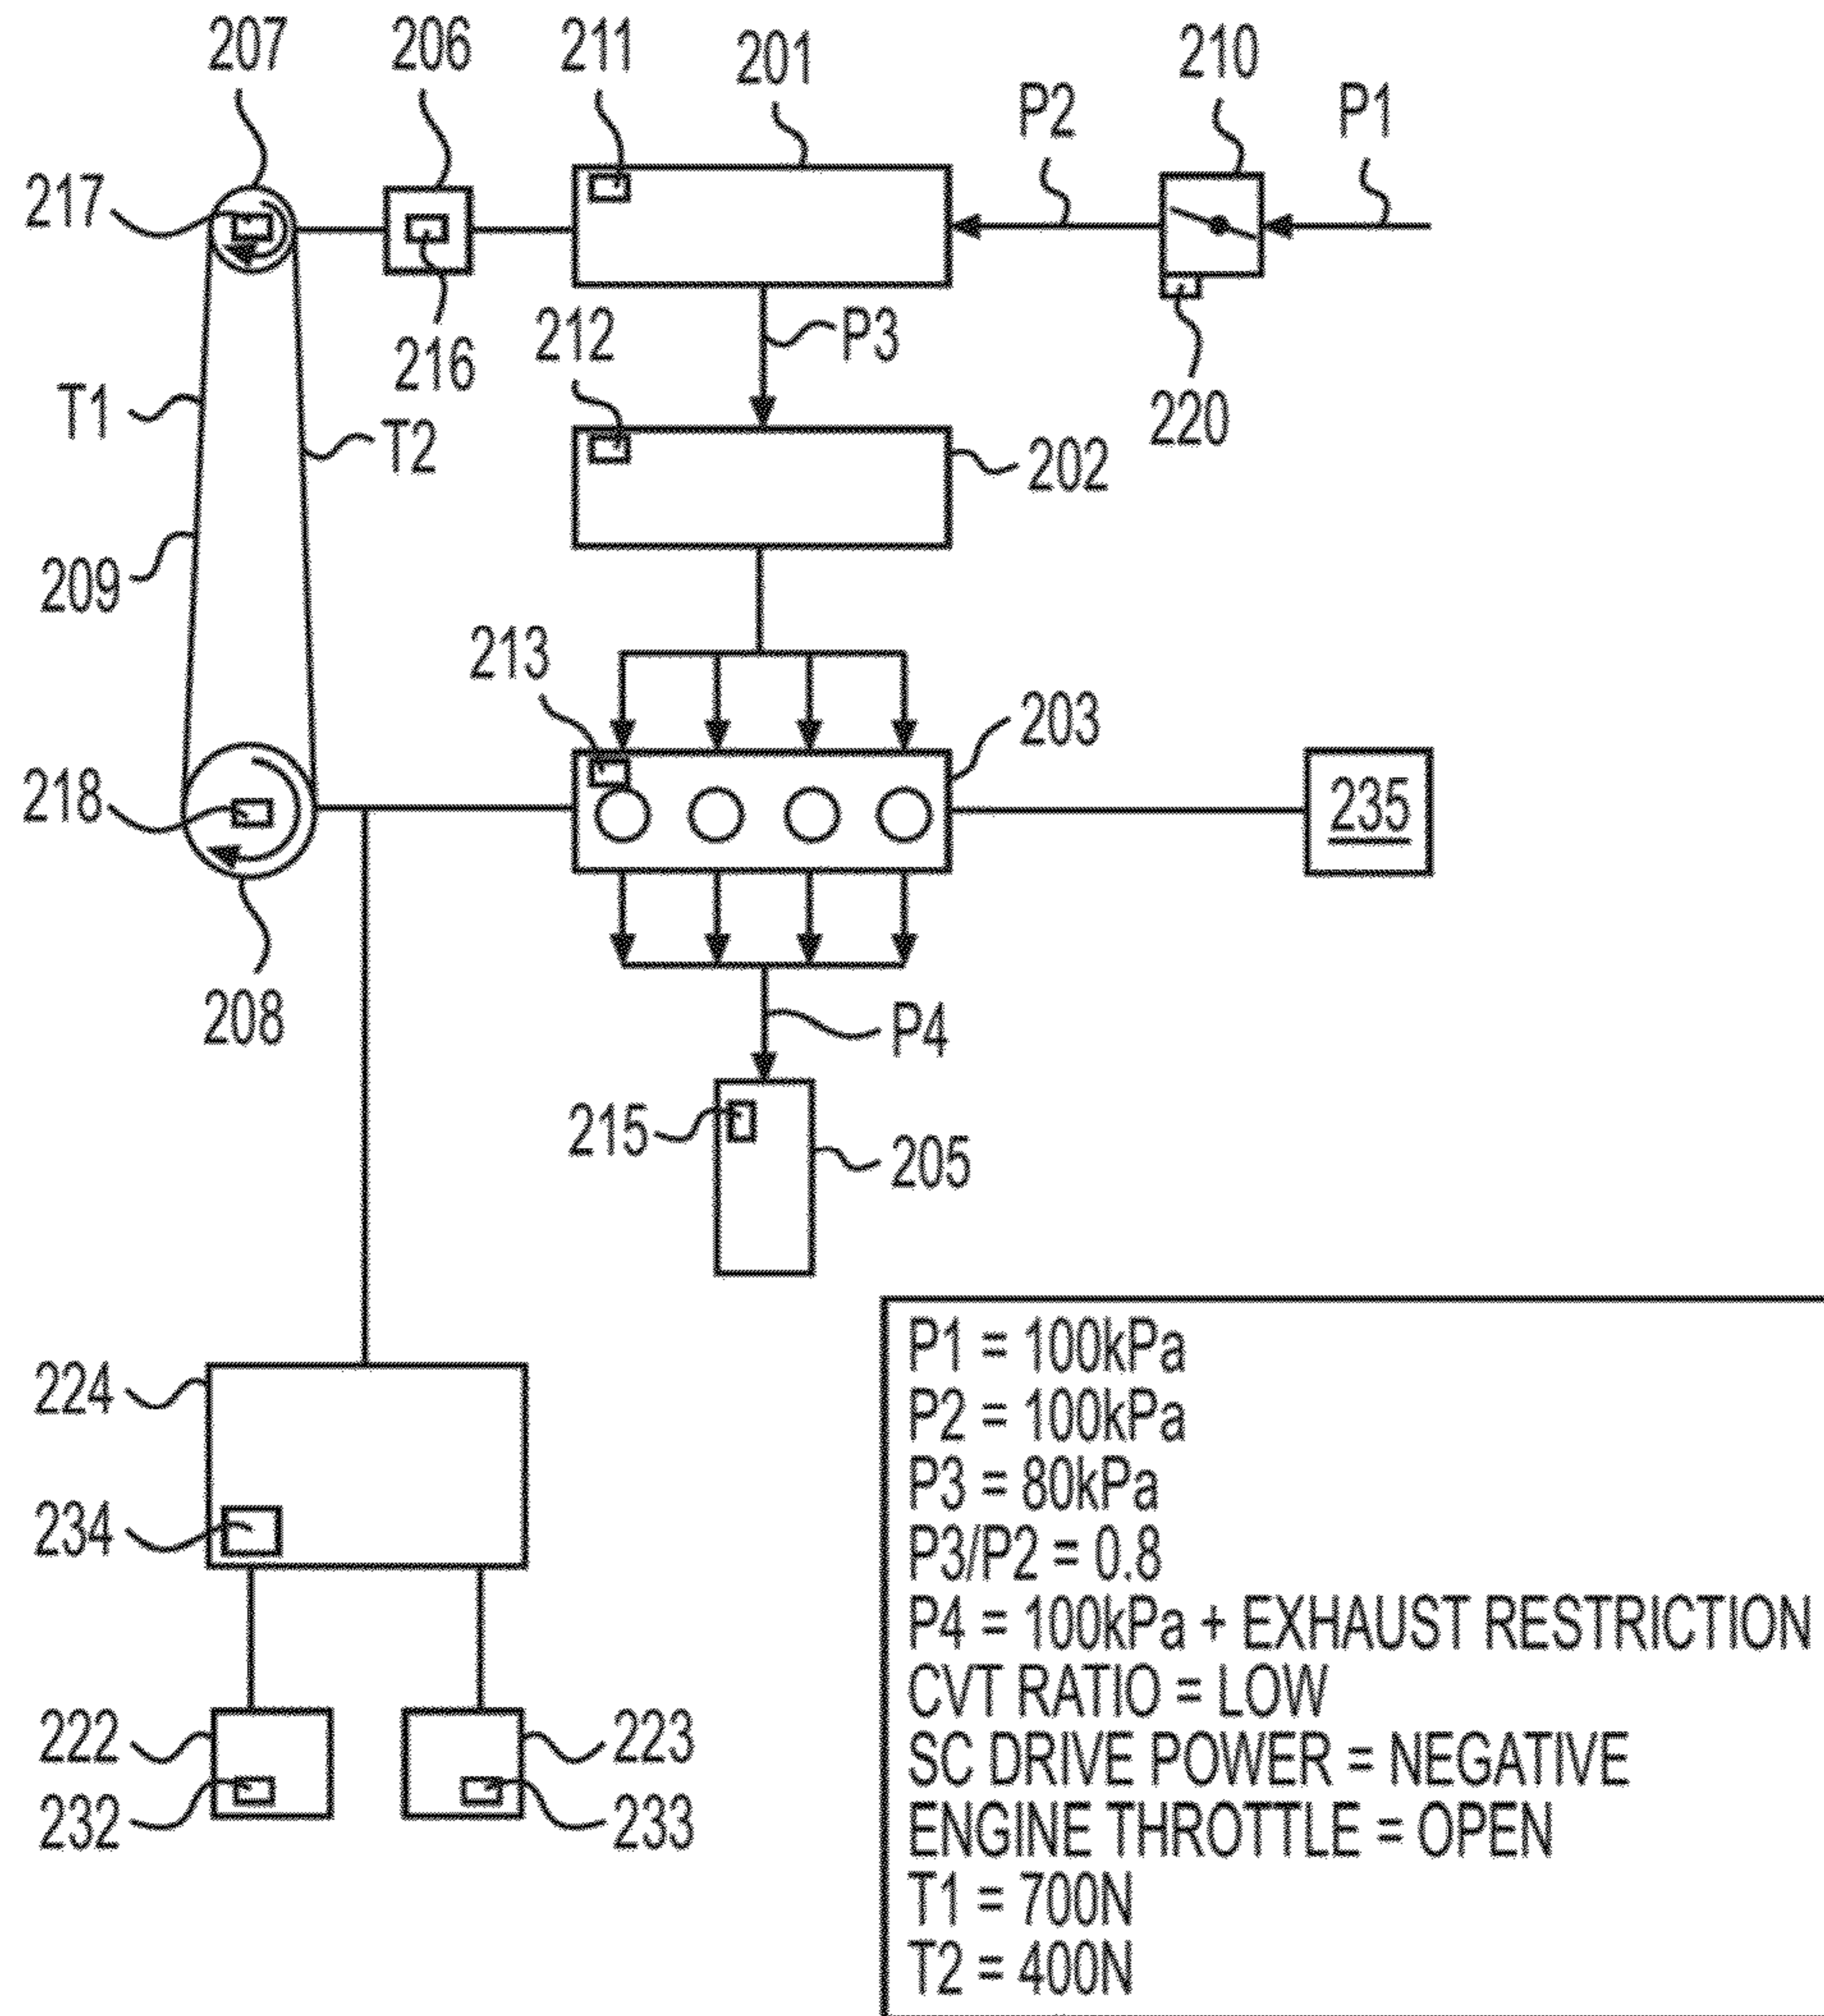 207
206
211
201
210
P2
P1
217
212
P3
216
220
T1
T2
202
209
213
203
218
235
208
P4
215
205
224
234
222
223
232
233
P1 = 100kPa
P2 = 100kPa
P3 = 80kPa
P3/P2 = 0.8
P4 = 100kPa + EXHAUST RESTRICTION
CVT RATIO = LOW
SC DRIVE POWER = NEGATIVE
ENGINE THROTTLE = OPEN
T1 = 700N
T2 = 400N